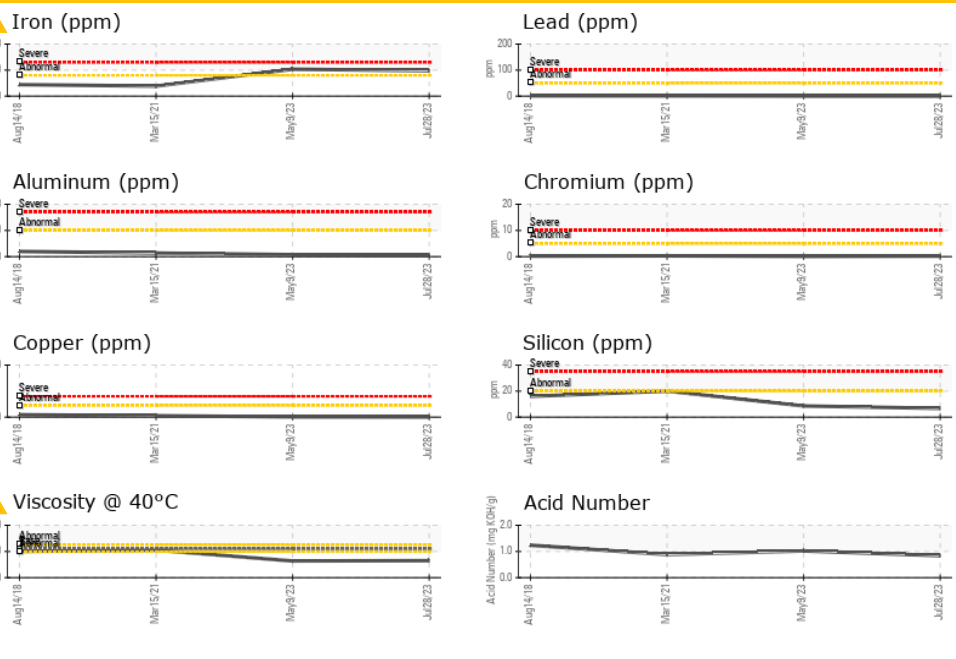 Iron (ppm)
Severe
Abnormal
Aug14/18
Mar15/21
May9/23
Jul28/23
Lead (ppm)
ppm
200
100
0
Severe
Abnormal
Aug14/18
Mar15/21
May9/23
Jul28/23
Aluminum (ppm)
Severe
Abnormal
Aug14/18
Mar15/21
May9/23
Jul28/23
Chromium (ppm)
ppm
20
10
0
Severe
Abnormal
Aug14/18
Mar15/21
May9/23
Jul28/23
Copper (ppm)
Severe
Abnormal
Aug14/18
Mar15/21
May9/23
Jul28/23
Silicon (ppm)
ppm
40
20
0
Severe
Abnormal
Aug14/18
Mar15/21
May9/23
Jul28/23
Viscosity @ 40°C
Abnormal
Abnormal
Aug14/18
Mar15/21
May9/23
Jul28/23
Acid Number
Acid Number (mg KOH/g)
2.0
1.0
0.0
Aug14/18
Mar15/21
May9/23
Jul28/23